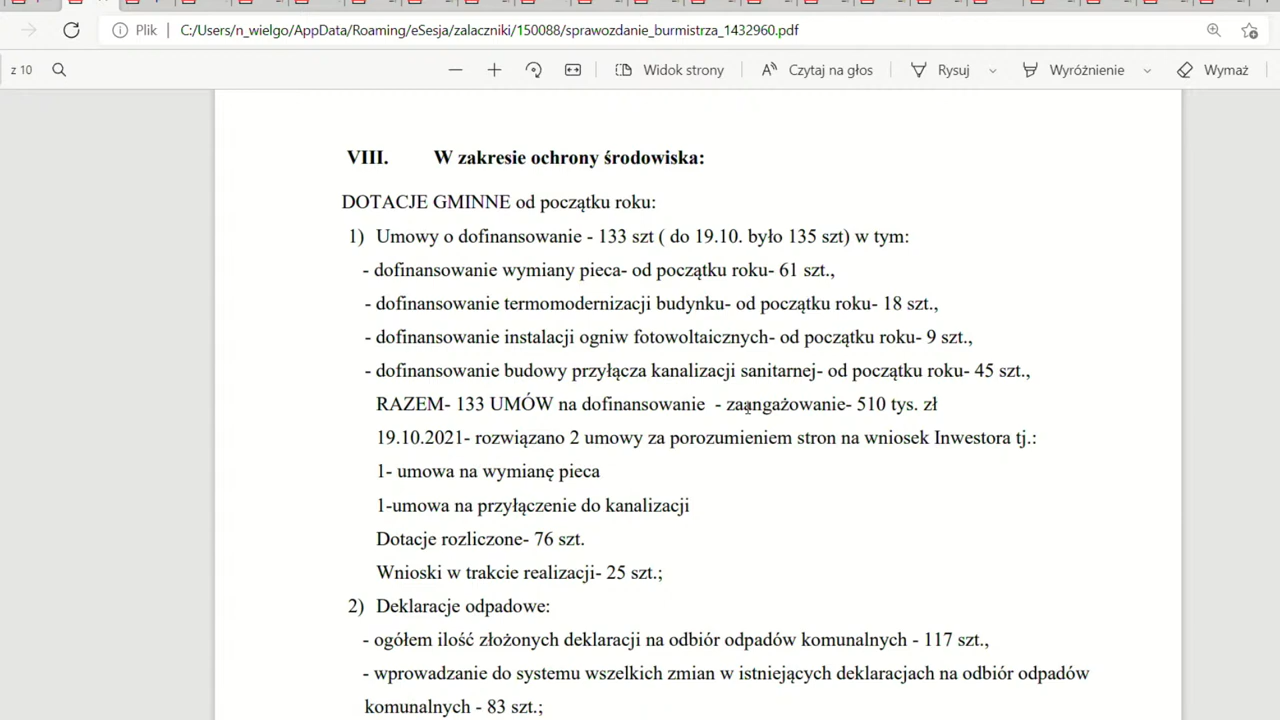 Plik C:/Users/n_wielgo/AppData/Roaming/eSesja/zalaczniki/150088/sprawozdanie_burmistrza_1432960.pdf
z 10 Widok strony Czytaj na głos Rysuj Wyróżnienie Wymaż
VIII. W zakresie ochrony środowiska:
DOTACJE GMINNE od początku roku:
1) Umowy o dofinansowanie - 133 szt ( do 19.10. było 135 szt) w tym:
- dofinansowanie wymiany pieca- od początku roku- 61 szt.,
- dofinansowanie termomodernizacji budynku- od początku roku- 18 szt.,
- dofinansowanie instalacji ogniw fotowoltaicznych- od początku roku- 9 szt.,
- dofinansowanie budowy przyłącza kanalizacji sanitarnej- od początku roku- 45 szt.,
RAZEM- 133 UMÓW na dofinansowanie - zaangażowanie- 510 tys. zł
19.10.2021- rozwiązano 2 umowy za porozumieniem stron na wniosek Inwestora tj.:
1- umowa na wymianę pieca
1-umowa na przyłączenie do kanalizacji
Dotacje rozliczone- 76 szt.
Wnioski w trakcie realizacji- 25 szt.;
2) Deklaracje odpadowe:
- ogółem ilość złożonych deklaracji na odbiór odpadów komunalnych - 117 szt.,
- wprowadzanie do systemu wszelkich zmian w istniejących deklaracjach na odbiór odpadów
komunalnych - 83 szt.;